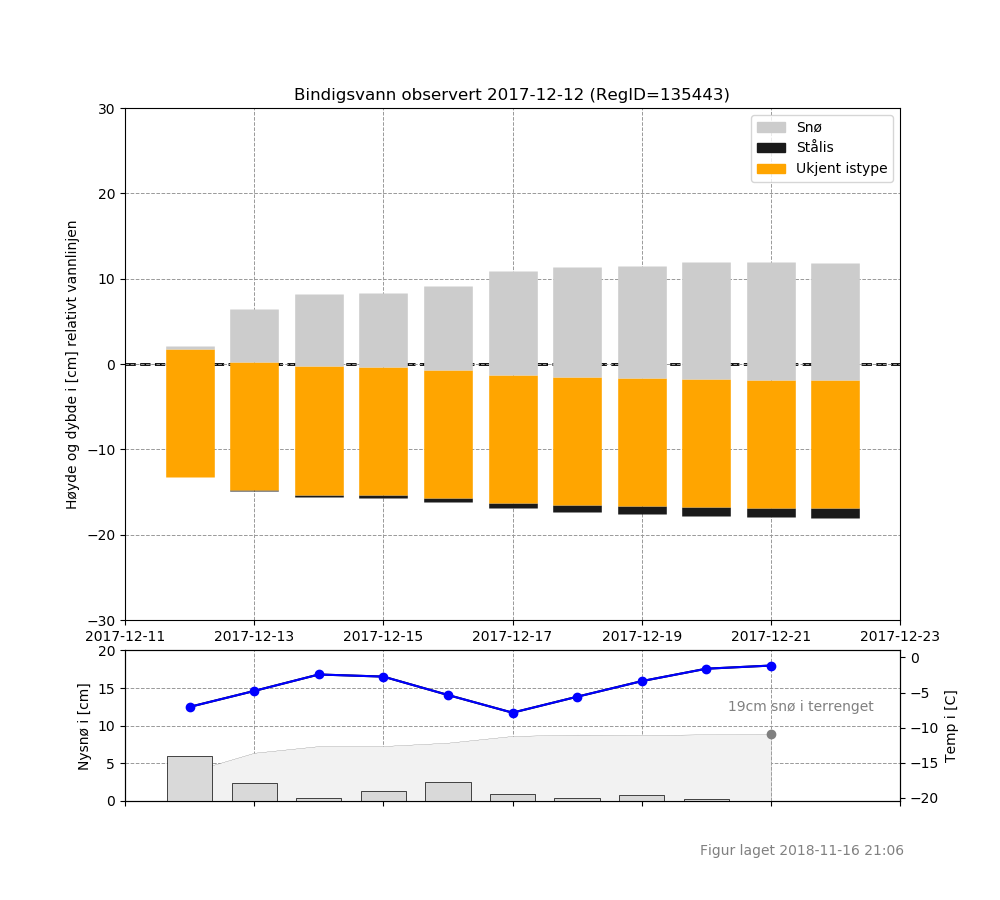 Bindigsvann observert 2017-12-12 (RegID=135443)
Høyde og dybde i [cm] relativt vannlinjen
30
20
10
0
−10
−20
−30
Snø
Stålis
Ukjent istype
2017-12-11 2017-12-13 2017-12-15 2017-12-17 2017-12-19 2017-12-21 2017-12-23
Nysnø i [cm]
20
15
10
5
0
19cm snø i terrenget
0
−5
−10
−15
−20
Temp i [C]
Figur laget 2018-11-16 21:06